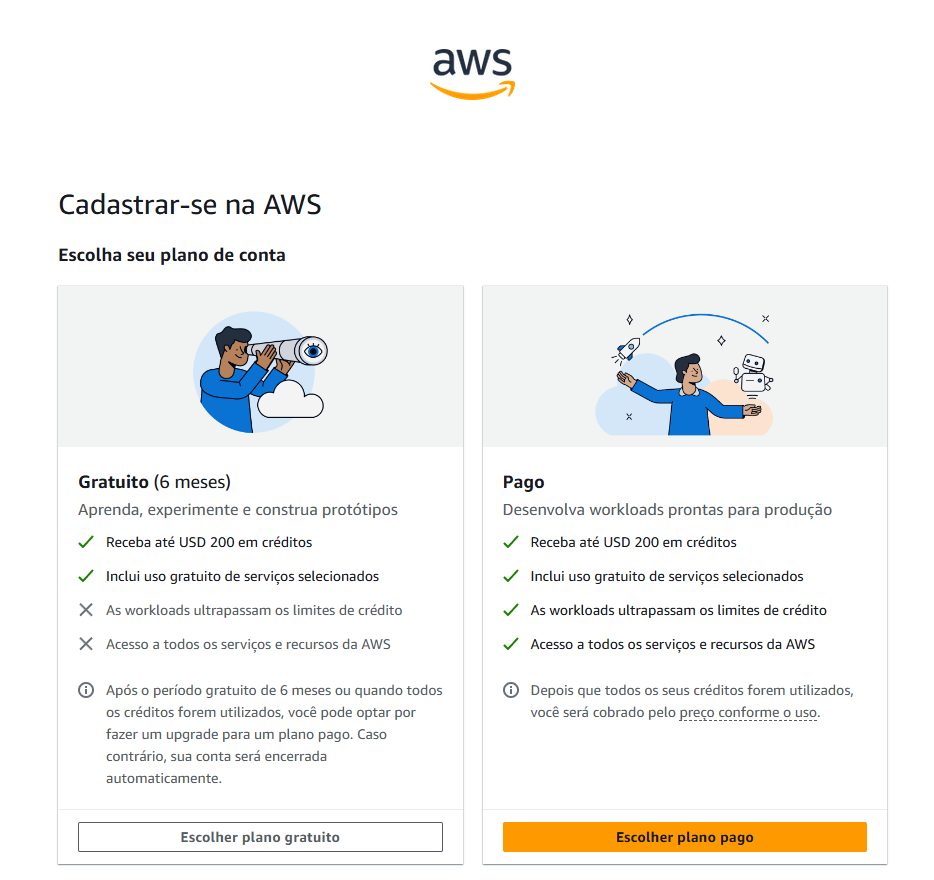 aws
Cadastrar-se na AWS
Escolha seu plano de conta
Gratuito (6 meses)
Aprenda, experimente e construa protótipos
Receba até USD 200 em créditos
Inclui uso gratuito de serviços selecionados
As workloads ultrapassam os limites de crédito
Acesso a todos os serviços e recursos da AWS
Após o período gratuito de 6 meses ou quando todos
os créditos forem utilizados, você pode optar por
fazer um upgrade para um plano pago. Caso
contrário, sua conta será encerrada
automaticamente.
Escolher plano gratuito
Pago
Desenvolva workloads prontas para produção
Receba até USD 200 em créditos
Inclui uso gratuito de serviços selecionados
As workloads ultrapassam os limites de crédito
Acesso a todos os serviços e recursos da AWS
Depois que todos os seus créditos forem utilizados,
você será cobrado pelo preço conforme o uso.
Escolher plano pago